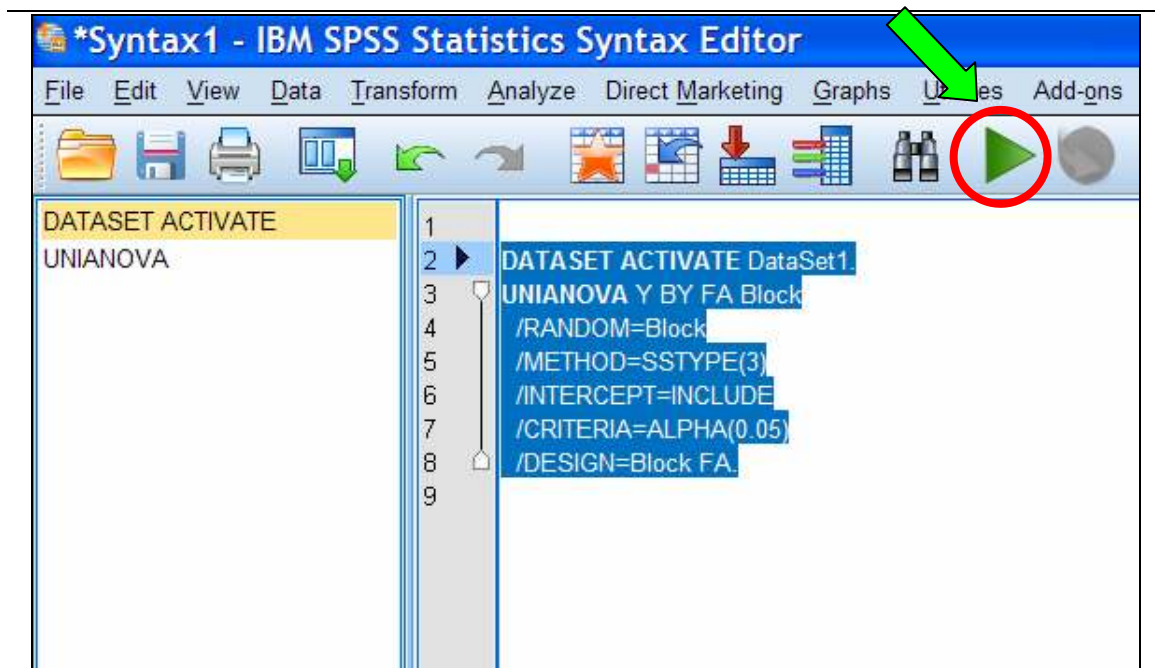 *Syntax1 - IBM SPSS Statistics Syntax Editor
File Edit View Data Transform Analyze Direct Marketing Graphs Add-ons
DATASET ACTIVATE
UNIANOVA
1
2 DATASET ACTIVATE DataSet1.
3 UNIANOVA Y BY FA Block
4 /RANDOM=Block
5 /METHOD=SSTYPE(3)
6 /INTERCEPT=INCLUDE
7 /CRITERIA=ALPHA(0.05)
8 /DESIGN=Block FA.
9